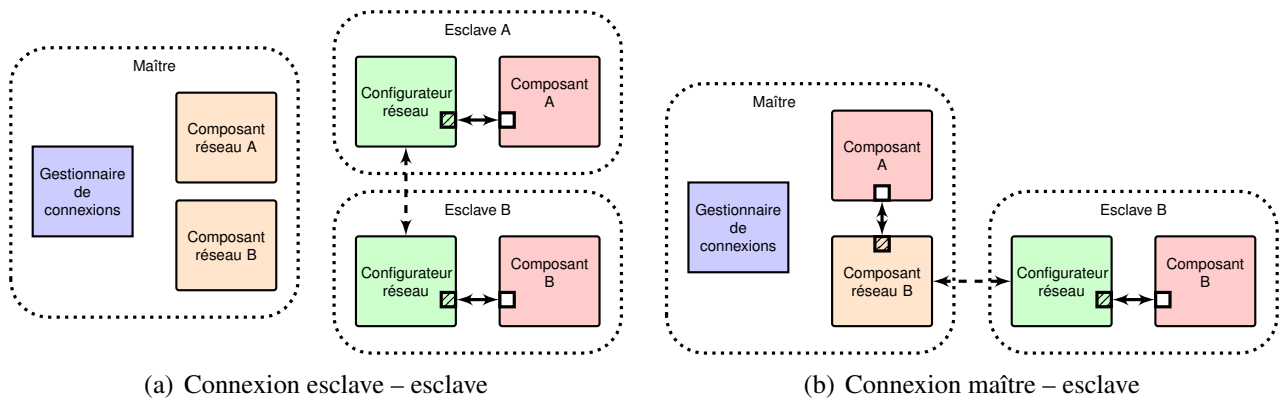 Maître
Gestionnaire
de
connexions
Composant
réseau A
Composant
réseau B
Esclave A
Configurateur
réseau
Composant
A
Esclave B
Configurateur
réseau
Composant
B
(a) Connexion esclave – esclave
Maître
Gestionnaire
de
connexions
Composant
A
Composant
réseau B
Esclave B
Configurateur
réseau
Composant
B
(b) Connexion maître – esclave